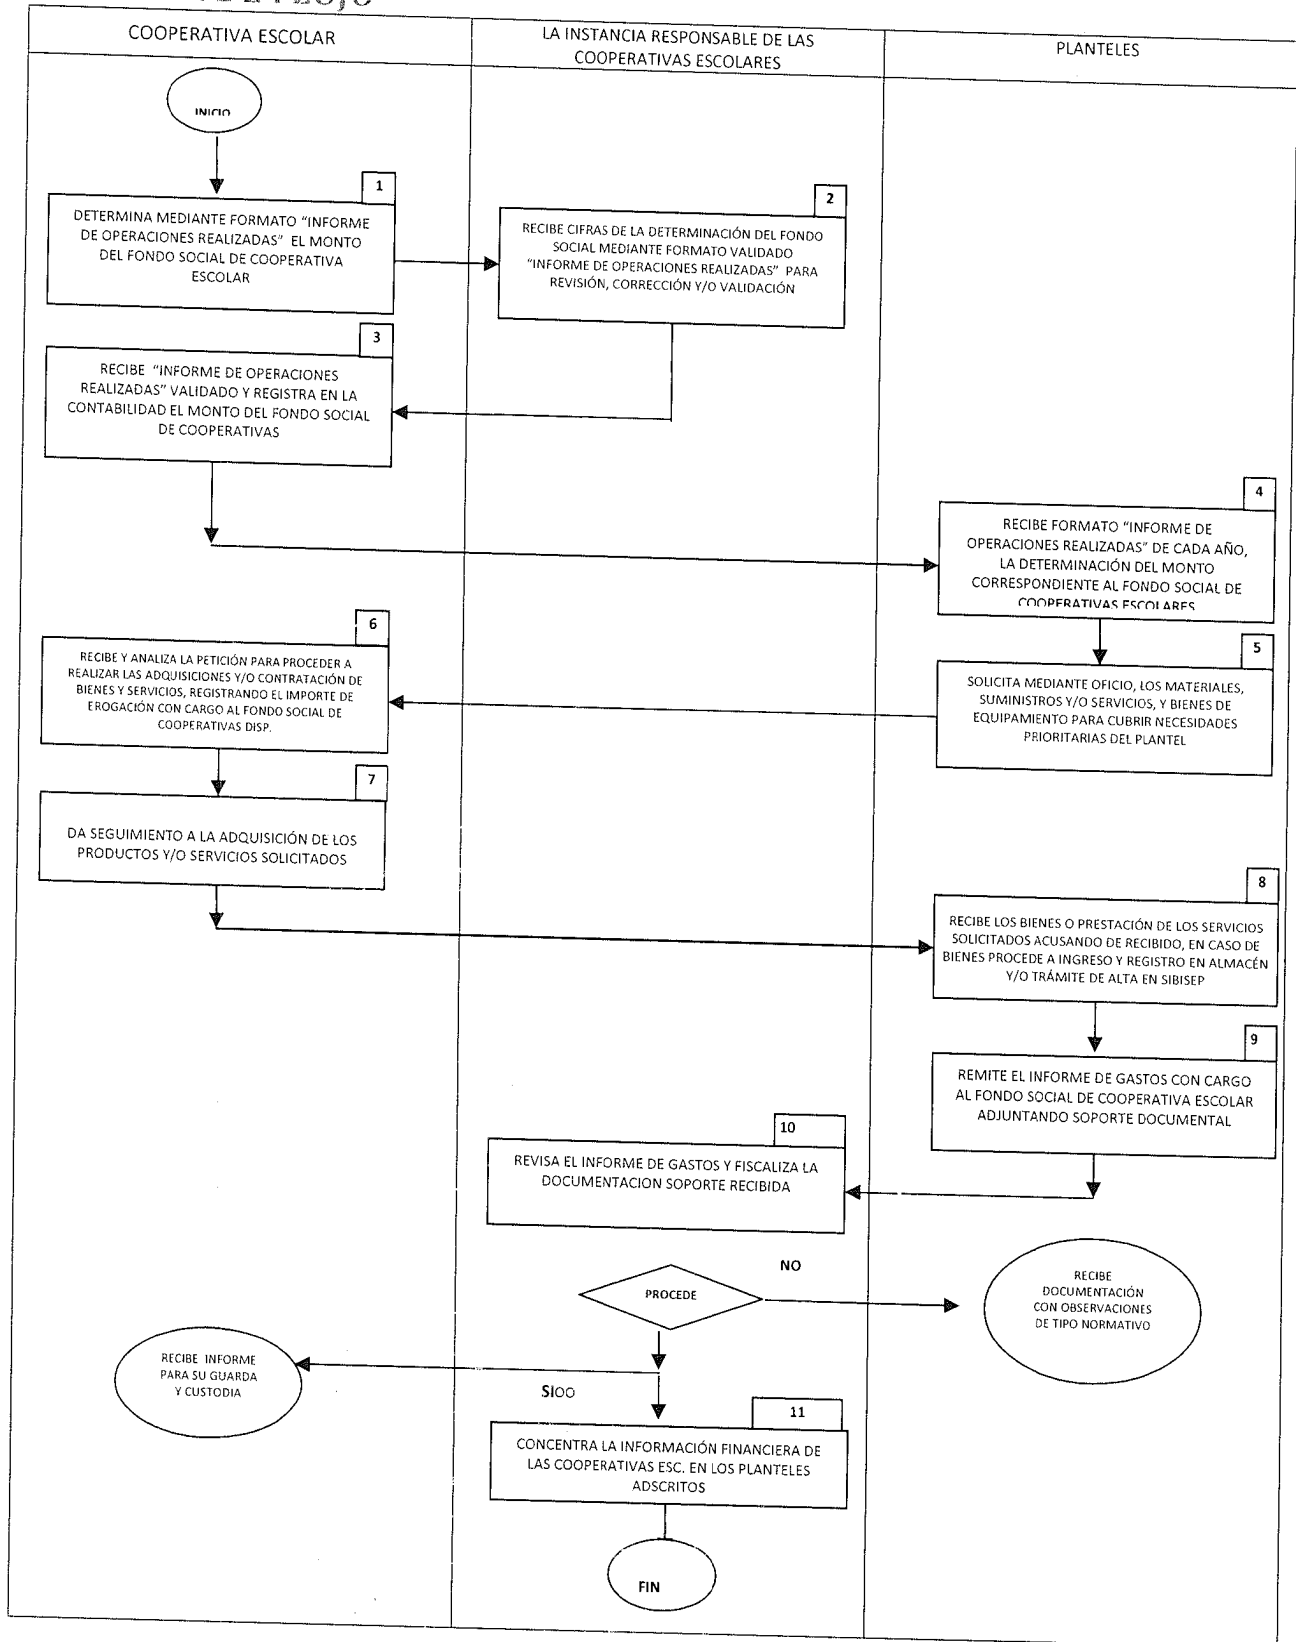 COOPERATIVA ESCOLAR
LA INSTANCIA RESPONSABLE DE LAS
COOPERATIVAS ESCOLARES
PLANTELES
INICIO
1
DETERMINA MEDIANTE FORMATO "INFORME
DE OPERACIONES REALIZADAS" EL MONTO
DEL FONDO SOCIAL DE COOPERATIVA
ESCOLAR
2
RECIBE CIFRAS DE LA DETERMINACIÓN DEL FONDO
SOCIAL MEDIANTE FORMATO VALIDADO
"INFORME DE OPERACIONES REALIZADAS" PARA
REVISIÓN, CORRECCIÓN Y/O VALIDACIÓN
3
RECIBE "INFORME DE OPERACIONES
REALIZADAS" VALIDADO Y REGISTRA EN LA
CONTABILIDAD EL MONTO DEL FONDO SOCIAL
DE COOPERATIVAS
4
RECIBE FORMATO "INFORME DE
OPERACIONES REALIZADAS" DE CADA AÑO,
LA DETERMINACIÓN DEL MONTO
CORRESPONDIENTE AL FONDO SOCIAL DE
COOPERATIVAS ESCOLARES
5
SOLICITA MEDIANTE OFICIO, LOS MATERIALES,
SUMINISTROS Y/O SERVICIOS, Y BIENES DE
EQUIPAMIENTO PARA CUBRIR NECESIDADES
PRIORITARIAS DEL PLANTEL
6
RECIBE Y ANALIZA LA PETICIÓN PARA PROCEDER A
REALIZAR LAS ADQUISICIONES Y/O CONTRATACIÓN DE
BIENES Y SERVICIOS, REGISTRANDO EL IMPORTE DE
EROGACIÓN CON CARGO AL FONDO SOCIAL DE
COOPERATIVAS DISP.
7
DA SEGUIMIENTO A LA ADQUISICIÓN DE LOS
PRODUCTOS Y/O SERVICIOS SOLICITADOS
8
RECIBE LOS BIENES O PRESTACIÓN DE LOS SERVICIOS
SOLICITADOS ACUSANDO DE RECIBIDO, EN CASO DE
BIENES PROCEDE A INGRESO Y REGISTRO EN ALMACÉN
Y/O TRÁMITE DE ALTA EN SIBISEP
9
REMITE EL INFORME DE GASTOS CON CARGO
AL FONDO SOCIAL DE COOPERATIVA ESCOLAR
ADJUNTANDO SOPORTE DOCUMENTAL
10
REVISA EL INFORME DE GASTOS Y FISCALIZA LA
DOCUMENTACION SOPORTE RECIBIDA
PROCEDE
NO
RECIBE
DOCUMENTACIÓN
CON OBSERVACIONES
DE TIPO NORMATIVO
RECIBE INFORME
PARA SU GUARDA
Y CUSTODIA
SIOO
11
CONCENTRA LA INFORMACIÓN FINANCIERA DE
LAS COOPERATIVAS ESC. EN LOS PLANTELES
ADSCRITOS
FIN